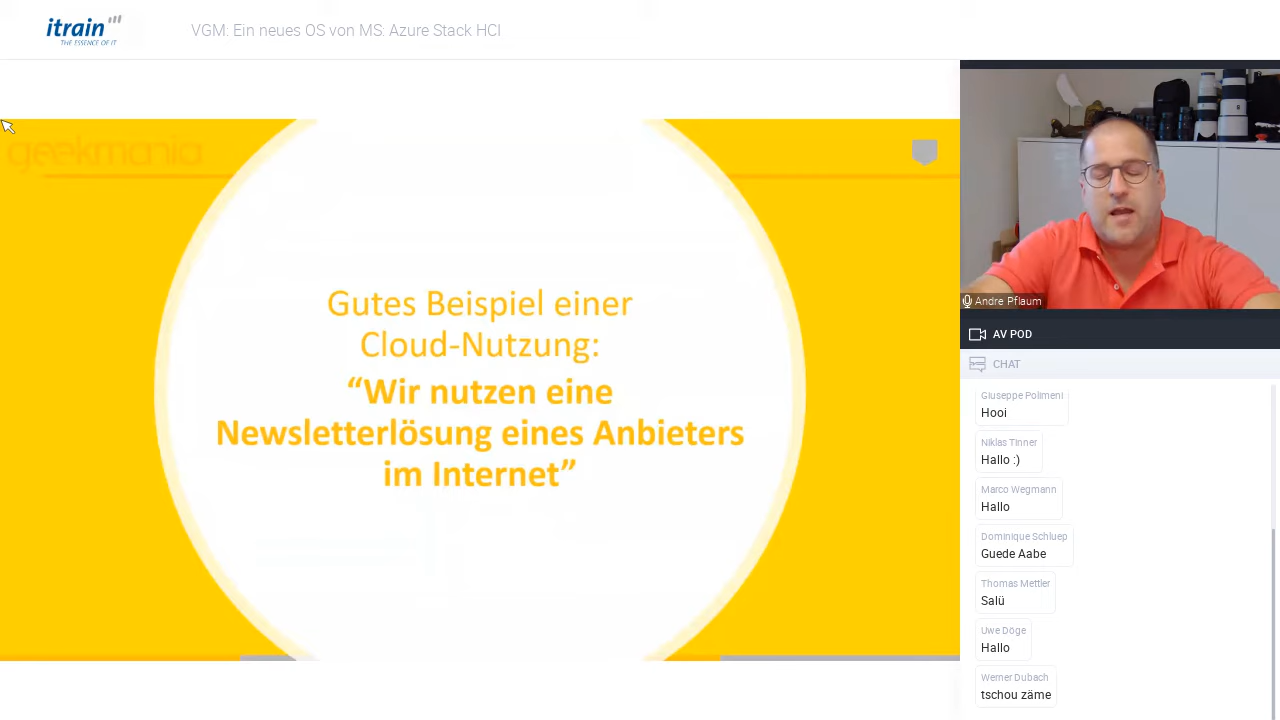 itrain
THE ESSENCE OF IT
VGM: Ein neues OS von MS: Azure Stack HCI
geekmania
Gutes Beispiel einer
Cloud-Nutzung:
“Wir nutzen eine
Newsletterlösung eines Anbieters
im Internet”
Andre Pflaum
AV POD
CHAT
Giuseppe Polimeni
Hooi
Niklas Tinner
Hallo :)
Marco Wegmann
Hallo
Dominique Schluep
Guede Aabe
Thomas Mettler
Salü
Uwe Döge
Hallo
Werner Dubach
tschou zäme